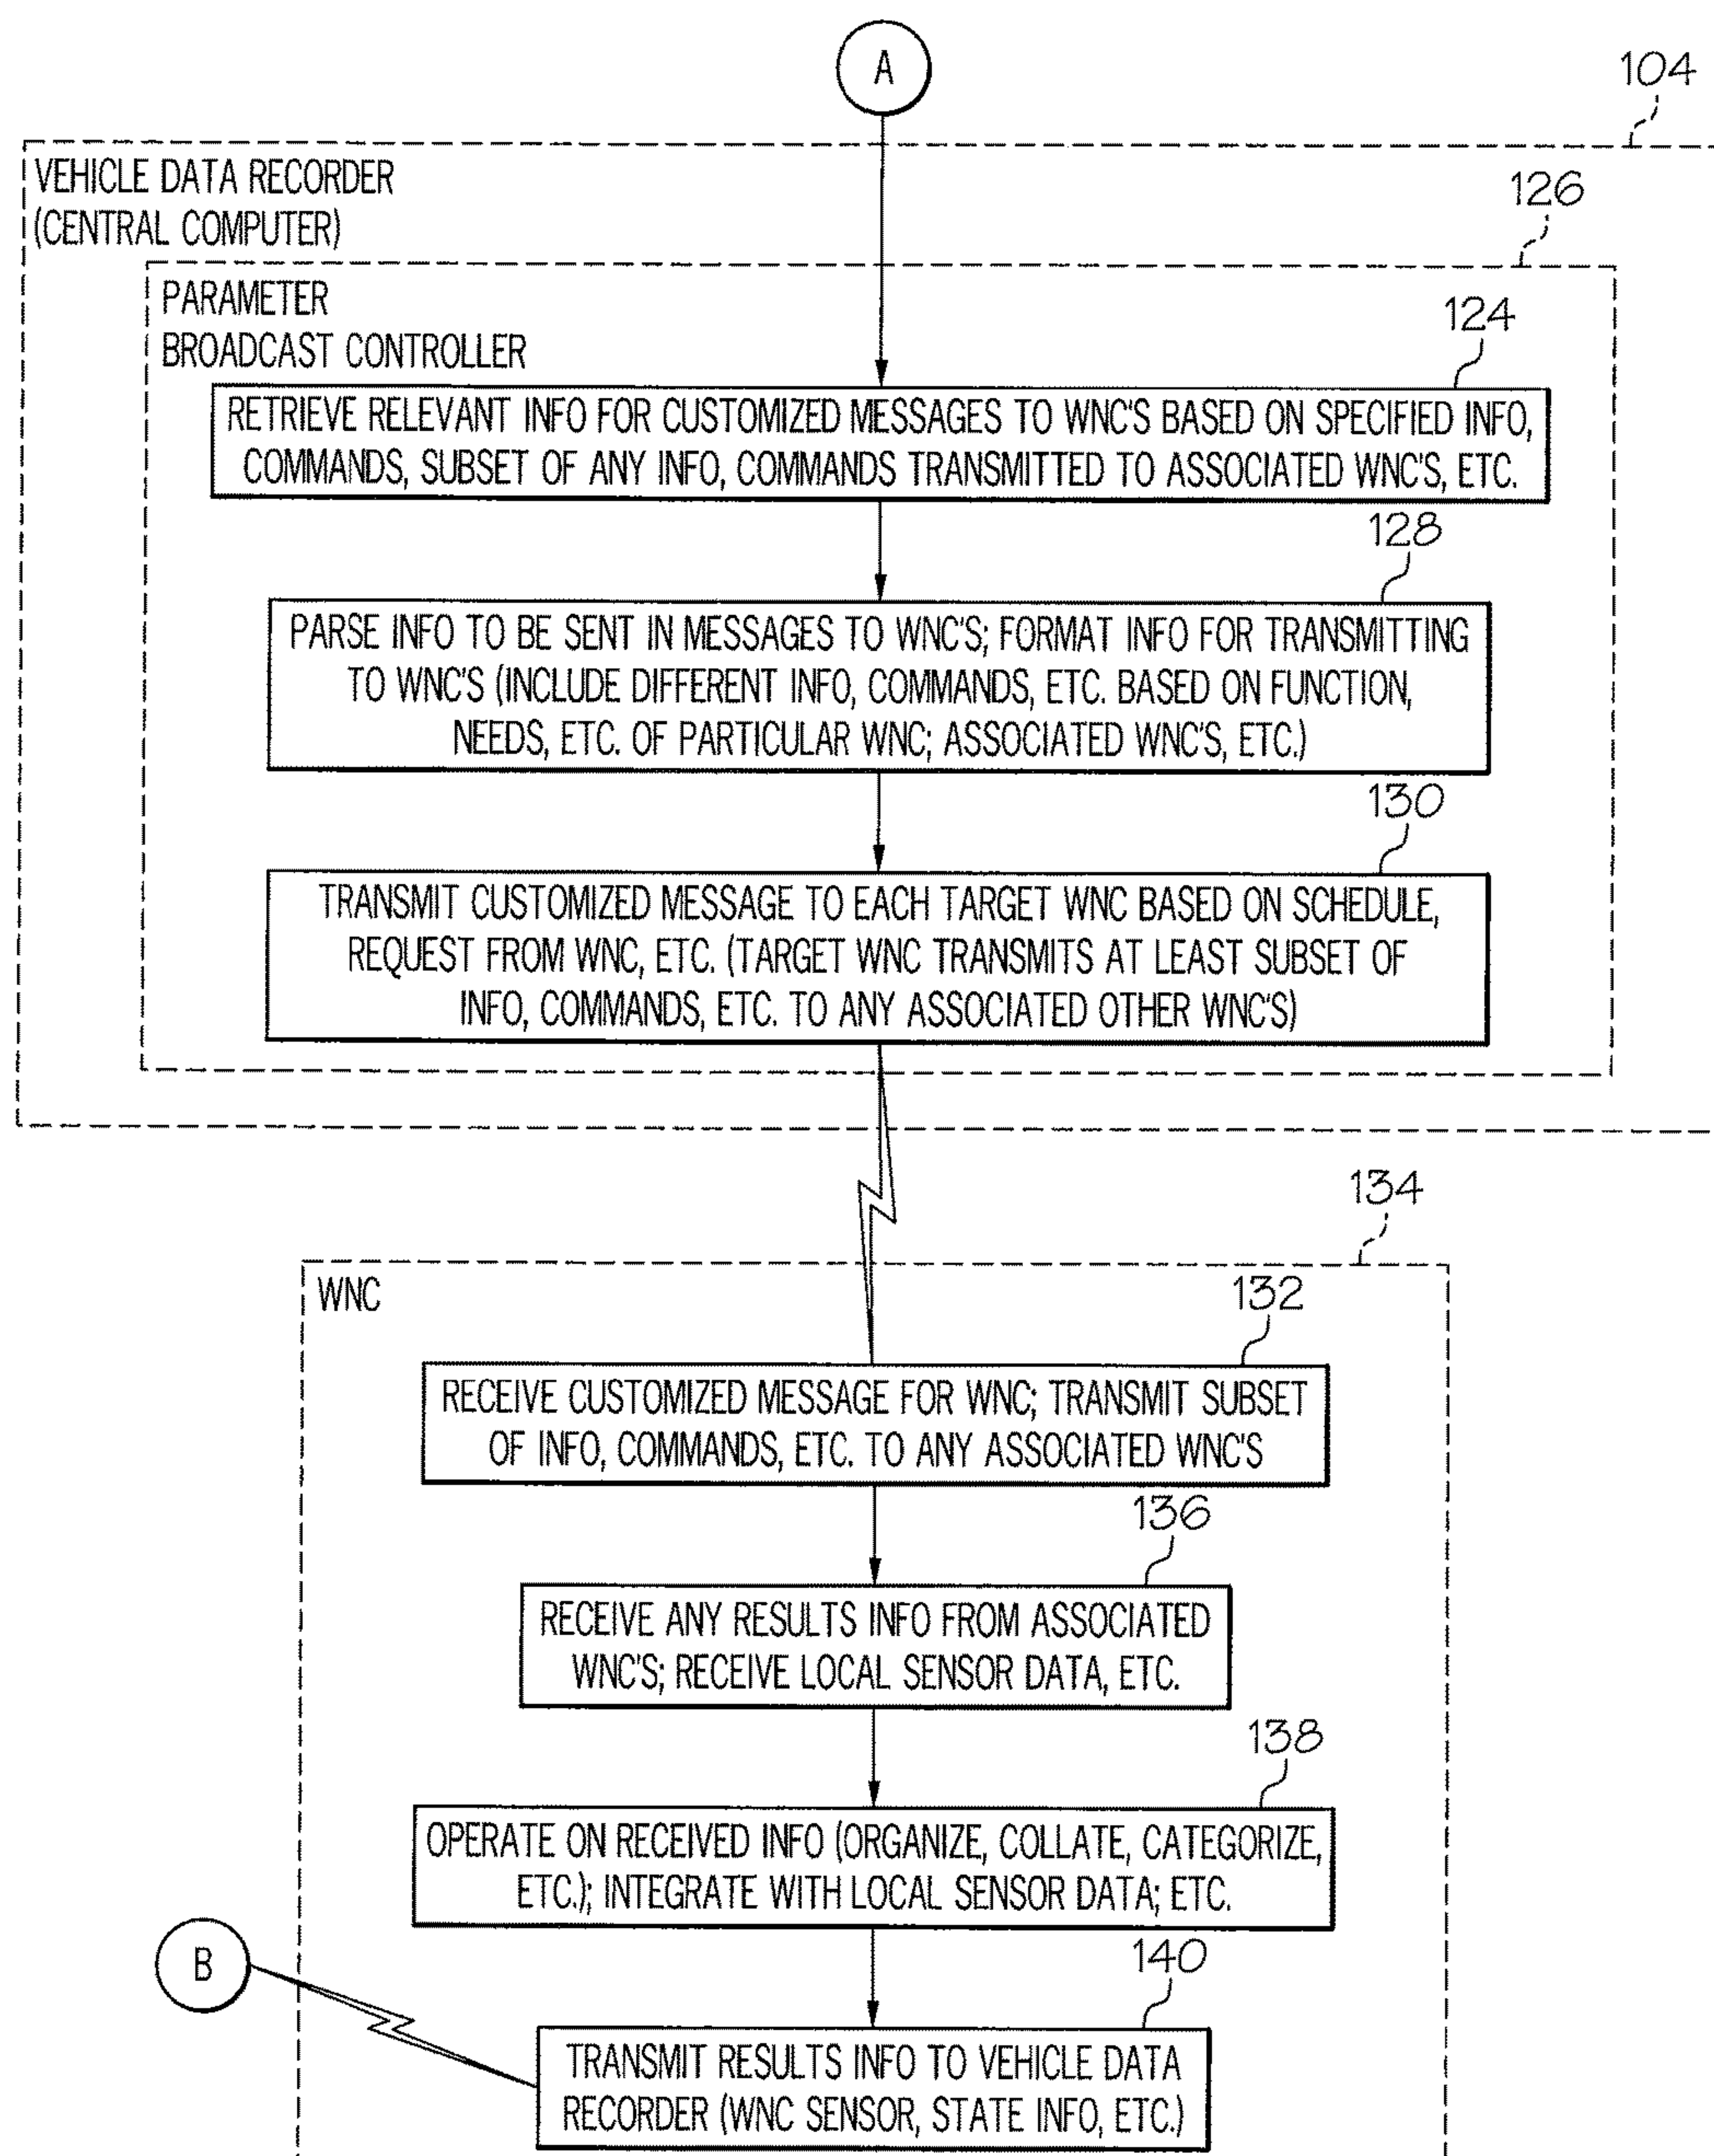 A
104
VEHICLE DATA RECORDER
(CENTRAL COMPUTER)
126
PARAMETER
BROADCAST CONTROLLER
124
RETRIEVE RELEVANT INFO FOR CUSTOMIZED MESSAGES TO WNC'S BASED ON SPECIFIED INFO,
COMMANDS, SUBSET OF ANY INFO, COMMANDS TRANSMITTED TO ASSOCIATED WNC'S, ETC.
128
PARSE INFO TO BE SENT IN MESSAGES TO WNC'S; FORMAT INFO FOR TRANSMITTING
TO WNC'S (INCLUDE DIFFERENT INFO, COMMANDS, ETC. BASED ON FUNCTION,
NEEDS, ETC. OF PARTICULAR WNC; ASSOCIATED WNC'S, ETC.)
130
TRANSMIT CUSTOMIZED MESSAGE TO EACH TARGET WNC BASED ON SCHEDULE,
REQUEST FROM WNC, ETC. (TARGET WNC TRANSMITS AT LEAST SUBSET OF
INFO, COMMANDS, ETC. TO ANY ASSOCIATED OTHER WNC'S)
134
WNC
132
RECEIVE CUSTOMIZED MESSAGE FOR WNC; TRANSMIT SUBSET
OF INFO, COMMANDS, ETC. TO ANY ASSOCIATED WNC'S
136
RECEIVE ANY RESULTS INFO FROM ASSOCIATED
WNC'S; RECEIVE LOCAL SENSOR DATA, ETC.
138
OPERATE ON RECEIVED INFO (ORGANIZE, COLLATE, CATEGORIZE,
ETC.); INTEGRATE WITH LOCAL SENSOR DATA; ETC.
B
140
TRANSMIT RESULTS INFO TO VEHICLE DATA
RECORDER (WNC SENSOR, STATE INFO, ETC.)